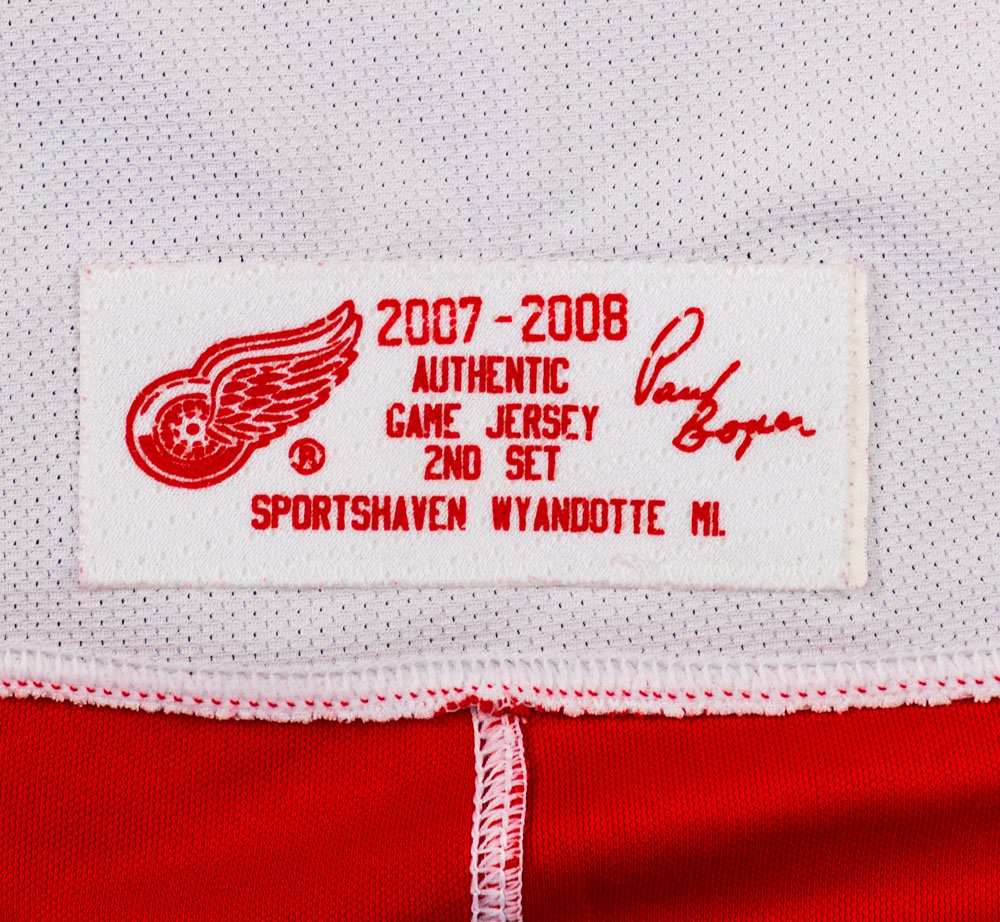 2007-2008
AUTHENTIC
GAME JERSEY
2ND SET
SPORTSHAVEN WYANDOTTE MI.
Paul
Boyer
®